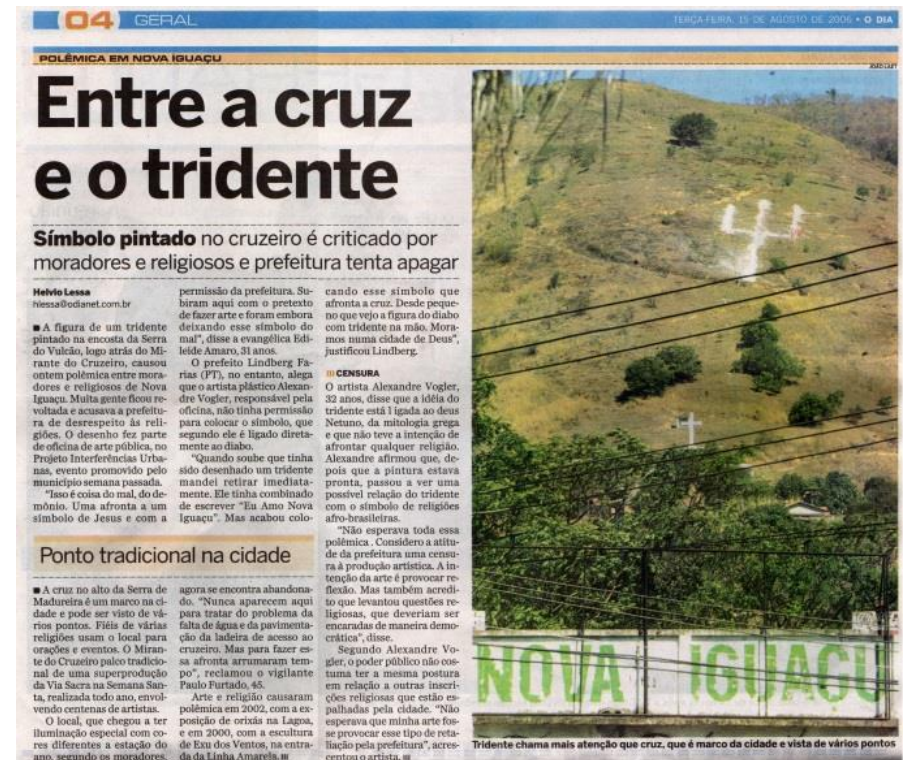 04 GERAL
TERÇA-FEIRA, 15 DE AGOSTO DE 2006 • O DIA
POLÊMICA EM NOVA IGUAÇU
JOÃO LAET
Entre a cruz
e o tridente
Símbolo pintado no cruzeiro é criticado por
moradores e religiosos e prefeitura tenta apagar
Helvio Lessa
hlessa@odianet.com.br
■ A figura de um tridente
pintado na encosta da Serra
do Vulcão, logo atrás do Mi-
rante do Cruzeiro, causou
ontem polêmica entre mora-
dores e religiosos de Nova
Iguaçu. Muita gente ficou re-
voltada e acusava a prefeitu-
ra de desrespeito às reli-
giões. O desenho fez parte
de oficina de arte pública, no
Projeto Interferências Urba-
nas, evento promovido pelo
município semana passada.
"Isso é coisa do mal, do de-
mônio. Uma afronta a um
símbolo de Jesus e com a
permissão da prefeitura. Su-
biram aqui com o pretexto
de fazer arte e foram embora
deixando esse símbolo do
mal", disse a evangélica Edi-
leide Amaro, 31 anos.
O prefeito Lindberg Fa-
rias (PT), no entanto, alega
que o artista plástico Alexan-
dre Vogler, responsável pela
oficina, não tinha permissão
para colocar o símbolo, que
segundo ele é ligado direta-
mente ao diabo.
"Quando soube que tinha
sido desenhado um tridente
mandei retirar imediata-
mente. Ele tinha combinado
de escrever "Eu Amo Nova
Iguaçu". Mas acabou colo-
cando esse símbolo que
afronta a cruz. Desde peque-
no que vejo a figura do diabo
com tridente na mão. Mora-
mos numa cidade de Deus",
justificou Lindberg.
CENSURA
O artista Alexandre Vogler,
32 anos, disse que a idéia do
tridente está l igada ao deus
Netuno, da mitologia grega
e que não teve a intenção de
afrontar qualquer religião.
Alexandre afirmou que, de-
pois que a pintura estava
pronta, passou a ver uma
possível relação do tridente
com o símbolo de religiões
afro-brasileiras.
"Não esperava toda essa
polêmica . Considero a atitu-
de da prefeitura uma censu-
ra à produção artística. A in-
tenção da arte é provocar re-
flexão. Mas também acredi-
to que levantou questões re-
ligiosas, que deveriam ser
encaradas de maneira demo-
crática", disse.
Segundo Alexandre Vo-
gler, o poder público não cos-
tuma ter a mesma postura
em relação a outras inscri-
ções religiosas que estão es-
palhadas pela cidade. "Não
esperava que minha arte fos-
se provocar esse tipo de reta-
liação pela prefeitura", acres-
centou o artista.
Ponto tradicional na cidade
■ A cruz no alto da Serra de
Madureira é um marco na ci-
dade e pode ser visto de vá-
rios pontos. Fiéis de várias
religiões usam o local para
orações e eventos. O Miran-
te do Cruzeiro palco tradicio-
nal de uma superprodução
da Via Sacra na Semana San-
ta, realizada todo ano, envol-
vendo centenas de artistas.
O local, que chegou a ter
iluminação especial com co-
res diferentes a estação do
ano, segundo os moradores,
agora se encontra abandona-
do. "Nunca aparecem aqui
para tratar do problema da
falta de água e da pavimenta-
ção da ladeira de acesso ao
cruzeiro. Mas para fazer es-
sa afronta arrumaram tem-
po", reclamou o vigilante
Paulo Furtado, 45.
Arte e religião causaram
polêmica em 2002, com a ex-
posição de orixás na Lagoa,
e em 2000, com a escultura
de Exu dos Ventos, na entra-
da da Linha Amarela.
NOVA IGUAÇU
Tridente chama mais atenção que cruz, que é marco da cidade e vista de vários pontos